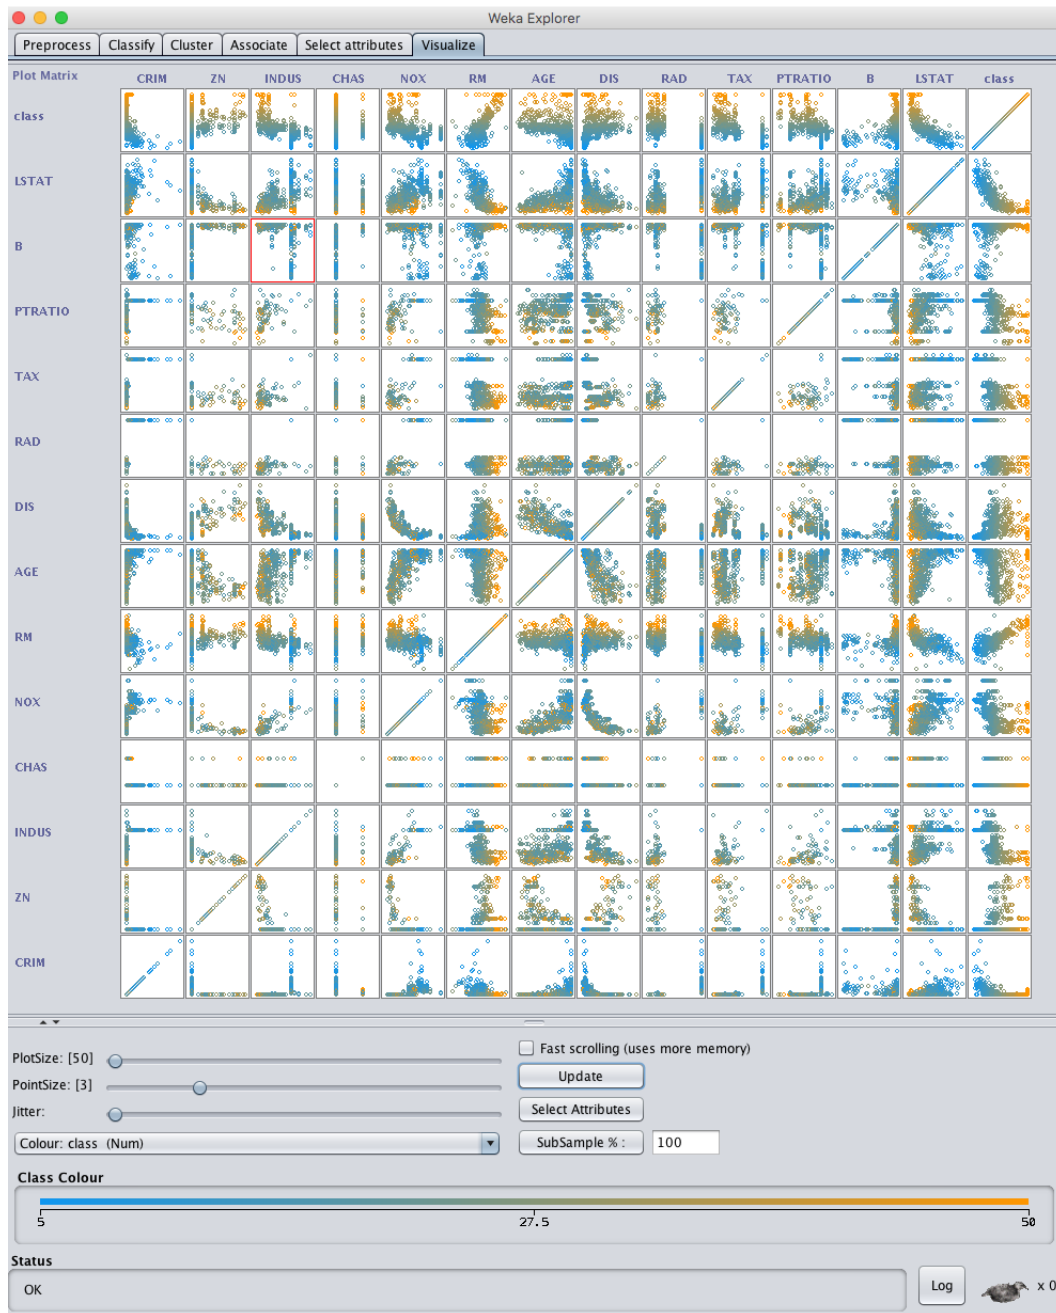 Weka Explorer
Preprocess Classify Cluster Associate Select attributes Visualize
Plot Matrix CRIM ZN INDUS CHAS NOX RM AGE DIS RAD TAX PTRATIO B LSTAT class
class
LSTAT
B
PTRATIO
TAX
RAD
DIS
AGE
RM
NOX
CHAS
INDUS
ZN
CRIM
PlotSize: [50]
Fast scrolling (uses more memory)
PointSize: [3]
Update
Jitter:
Select Attributes
Colour: class (Num)
SubSample % : 100
Class Colour
5 27.5 50
Status
OK
Log x 0